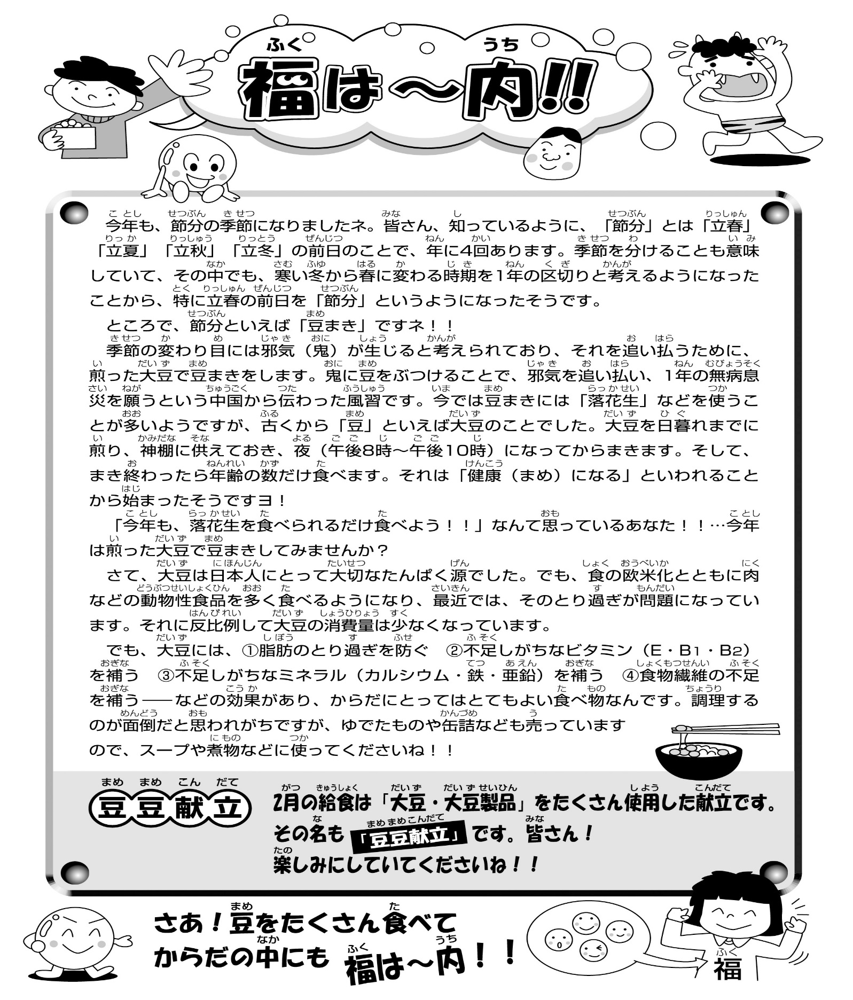 福は～内!!
今年も、節分の季節になりましたネ。皆さん、知っているように、「節分」とは「立春」
「立夏」「立秋」「立冬」の前日のことで、年に4回あります。季節を分けることも意味
していて、その中でも、寒い冬から春に変わる時期を1年の区切りと考えるようになった
ことから、特に立春の前日を「節分」というようになったそうです。
ところで、節分といえば「豆まき」ですネ！！
季節の変わり目には邪気（鬼）が生じると考えられており、それを追い払うために、
煎った大豆で豆まきをします。鬼に豆をぶつけることで、邪気を追い払い、1年の無病息
災を願うという中国から伝わった風習です。今では豆まきには「落花生」などを使うこ
とが多いようですが、古くから「豆」といえば大豆のことでした。大豆を日暮れまでに
煎り、神棚に供えておき、夜（午後8時～午後10時）になってからまきます。そして、
まき終わったら年齢の数だけ食べます。それは「健康（まめ）になる」といわれること
から始まったそうですヨ！
「今年も、落花生を食べられるだけ食べよう！！」なんて思っているあなた！！…今年
は煎った大豆で豆まきしてみませんか？
さて、大豆は日本人にとって大切なたんぱく源でした。でも、食の欧米化とともに肉
などの動物性食品を多く食べるようになり、最近では、そのとり過ぎが問題になってい
ます。それに反比例して大豆の消費量は少なくなっています。
でも、大豆には、①脂肪のとり過ぎを防ぐ　②不足しがちなビタミン（E・B1・B2）
を補う　③不足しがちなミネラル（カルシウム・鉄・亜鉛）を補う　④食物繊維の不足
を補う――などの効果があり、からだにとってはとてもよい食べ物なんです。調理する
のが面倒だと思われがちですが、ゆでたものや缶詰なども売っています
ので、スープや煮物などに使ってくださいね！！
豆豆献立
2月の給食は「大豆・大豆製品」をたくさん使用した献立です。
その名も「豆豆献立」です。皆さん！
楽しみにしていてくださいね！！
さあ！豆をたくさん食べて
からだの中にも 福は～内！！
福